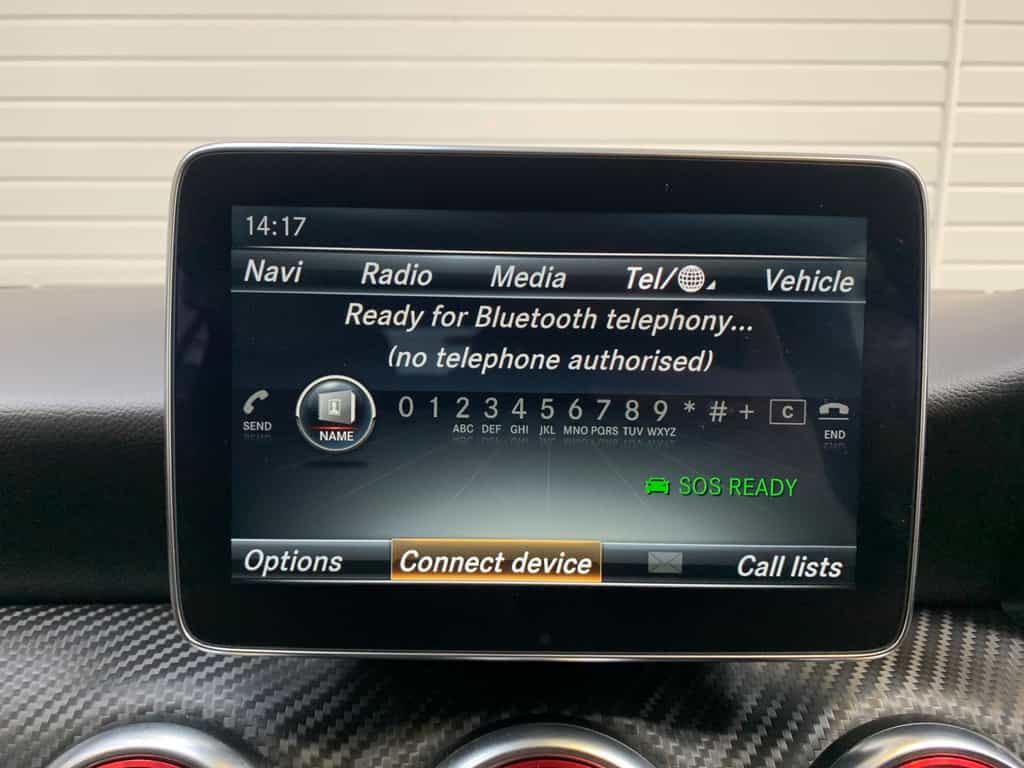 14:17
Navi Radio Media Tel/ Vehicle
Ready for Bluetooth telephony...
(no telephone authorised)
SEND NAME 0 1 2 3 4 5 6 7 8 9 * # + C END
ABC DEF GHI JKL MNO PQRS TUV WXYZ
SOS READY
Options Connect device Call lists